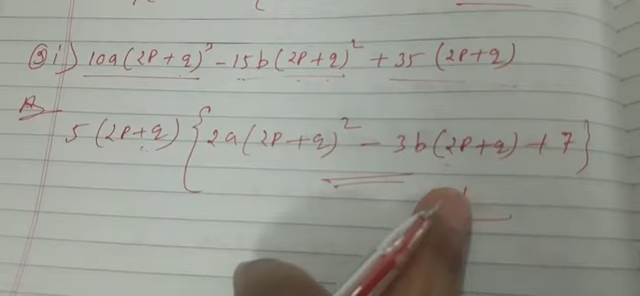 ③ i) 10a(2p+q)³ - 15b(2p+q)² + 35(2p+q)
A
5(2p+q){2a(2p+q)² - 3b(2p+q) + 7}